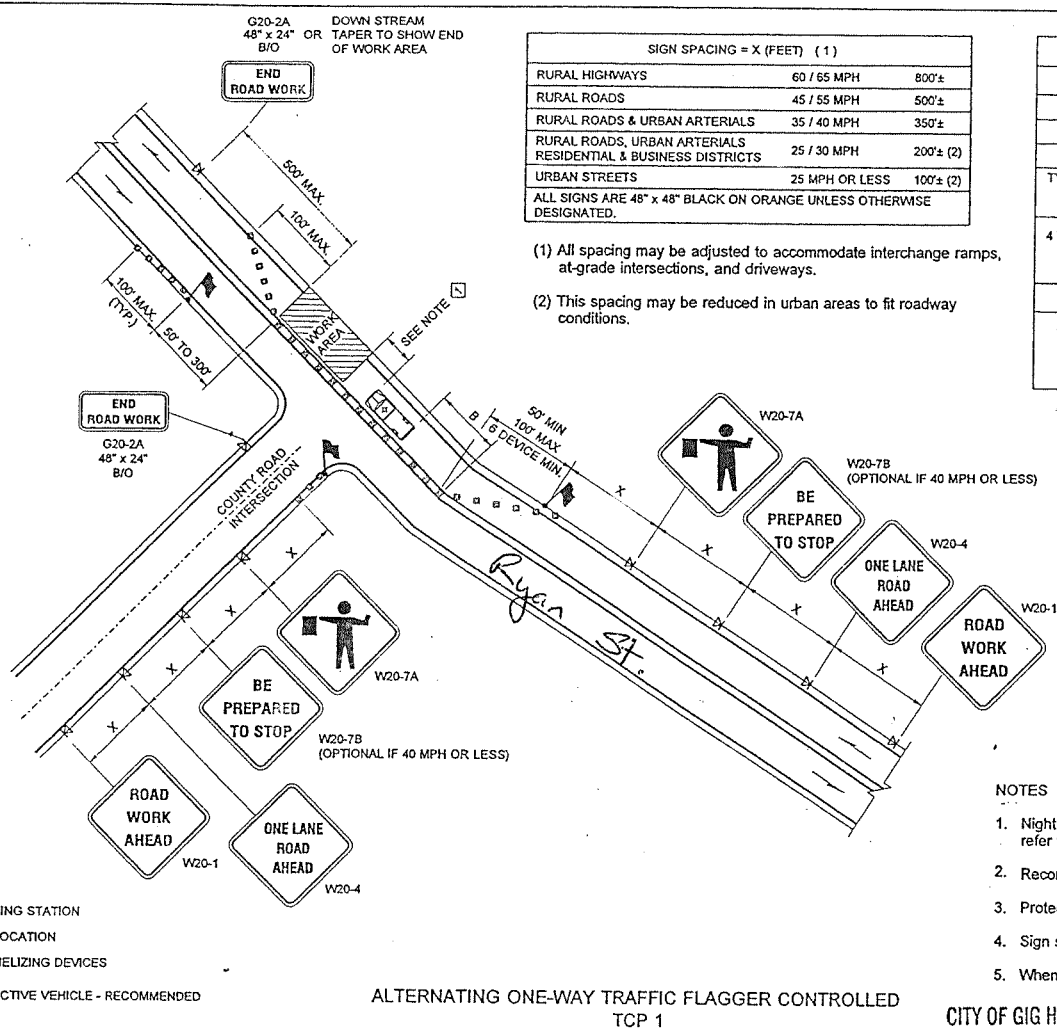 G20-2A
48" x 24"
B/O
OR
DOWN STREAM
TAPER TO SHOW END
OF WORK AREA
END
ROAD WORK
SIGN SPACING = X (FEET) (1)
RURAL HIGHWAYS 60 / 65 MPH 800'±
RURAL ROADS 45 / 55 MPH 500'±
RURAL ROADS & URBAN ARTERIALS 35 / 40 MPH 350'±
RURAL ROADS, URBAN ARTERIALS
RESIDENTIAL & BUSINESS DISTRICTS 25 / 30 MPH 200'± (2)
URBAN STREETS 25 MPH OR LESS 100'± (2)
ALL SIGNS ARE 48" x 48" BLACK ON ORANGE UNLESS OTHERWISE
DESIGNATED.
(1) All spacing may be adjusted to accommodate interchange ramps,
at-grade intersections, and driveways.
(2) This spacing may be reduced in urban areas to fit roadway
conditions.
4
500' MAX.
100' MAX.
100' MAX.
(TYP.)
50' TO 300'
WORK
AREA
SEE NOTE
END
ROAD WORK
G20-2A
48" x 24"
B/O
COUNTY ROAD
INTERSECTION
B
50' MIN
100' MAX.
6 DEVICE MIN.
X
X
X
X
W20-7A
BE
PREPARED
TO STOP
W20-7B
(OPTIONAL IF 40 MPH OR LESS)
ONE LANE
ROAD
AHEAD
W20-4
ROAD
WORK
AHEAD
W20-1
Ryan St.
X
X
X
X
W20-7A
BE
PREPARED
TO STOP
W20-7B
(OPTIONAL IF 40 MPH OR LESS)
ROAD
WORK
AHEAD
W20-1
ONE LANE
ROAD
AHEAD
W20-4
NOTES
1. Night
refer
2. Recor
3. Prote
4. Sign s
5. When
ING STATION
OCATION
NELIZING DEVICES
CTIVE VEHICLE - RECOMMENDED
ALTERNATING ONE-WAY TRAFFIC FLAGGER CONTROLLED
TCP 1
CITY OF GIG H